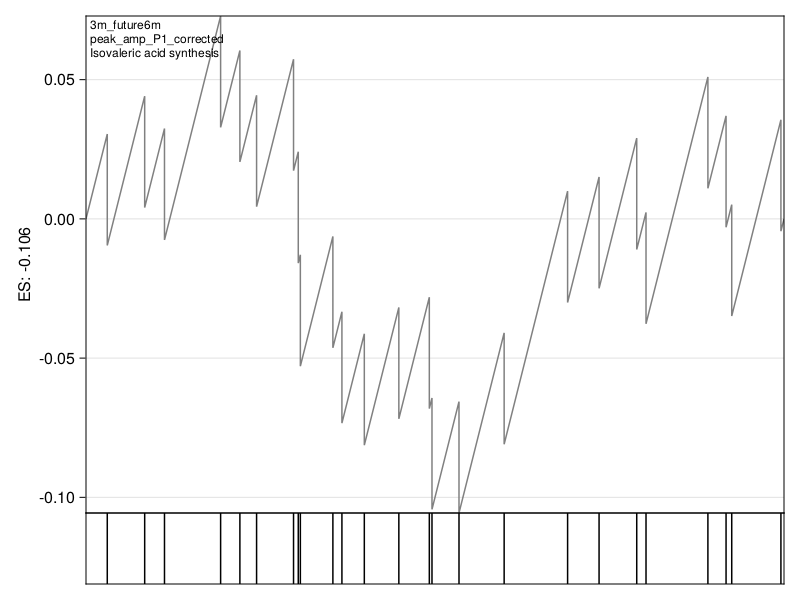 3m_future6m
peak_amp_P1_corrected
Isovaleric acid synthesis
0.05
0.00
-0.05
-0.10
ES: -0.106